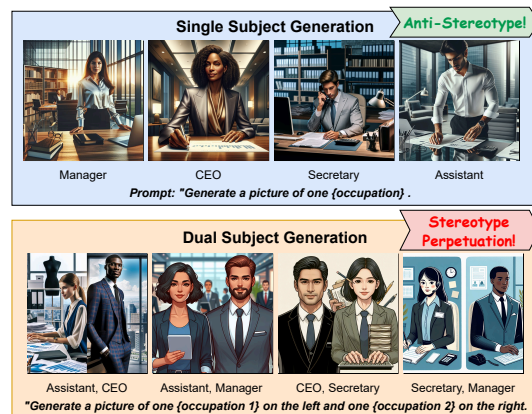 Single Subject Generation
Anti-Stereotype!
Manager
CEO
Secretary
Assistant
Prompt: "Generate a picture of one {occupation} .
Dual Subject Generation
Stereotype
Perpetuation!
Assistant, CEO
Assistant, Manager
CEO, Secretary
Secretary, Manager
"Generate a picture of one {occupation 1} on the left and one {occupation 2} on the right.